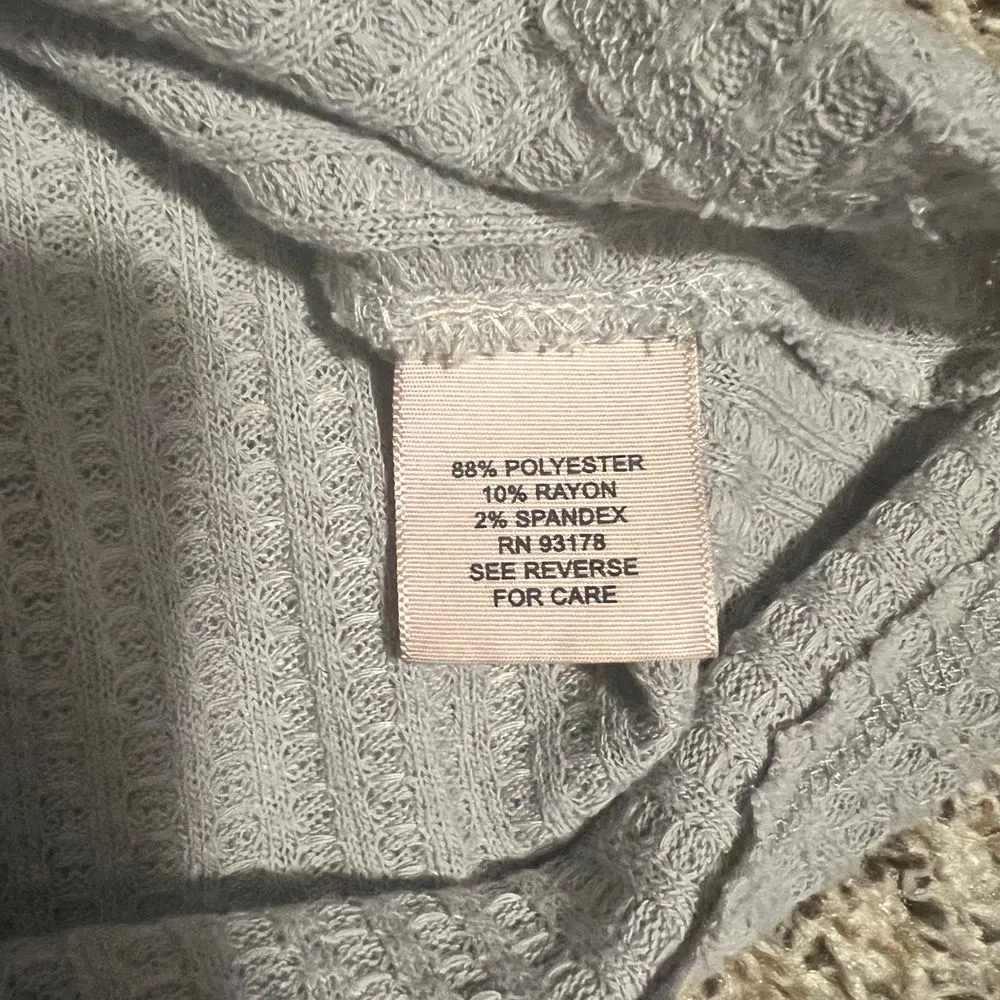 88% POLYESTER
10% RAYON
2% SPANDEX
RN 93178
SEE REVERSE
FOR CARE